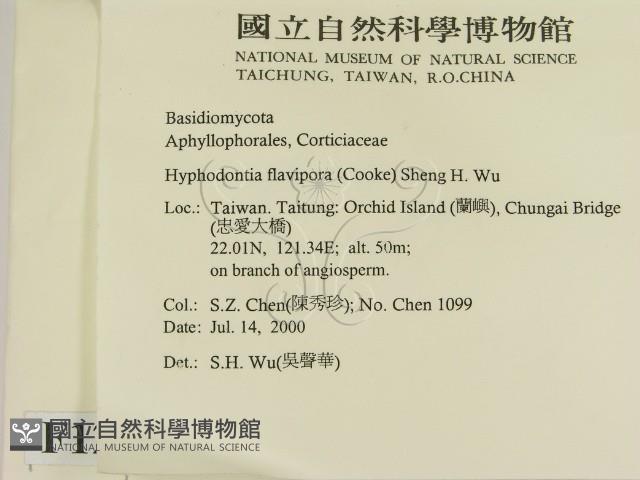 國立自然科學博物館
NATIONAL MUSEUM OF NATURAL SCIENCE
TAICHUNG, TAIWAN, R.O.CHINA
Basidiomycota
Aphyllophorales, Corticiaceae
Hyphodontia flavipora (Cooke) Sheng H. Wu
Loc.: Taiwan. Taitung: Orchid Island (蘭嶼), Chungai Bridge
(忠愛大橋)
22.01N, 121.34E; alt. 50m;
on branch of angiosperm.
Col.: S.Z. Chen(陳秀珍); No. Chen 1099
Date: Jul. 14, 2000
Det.: S.H. Wu(吳聲華)
國立自然科學博物館
NATIONAL MUSEUM OF NATURAL SCIENCE